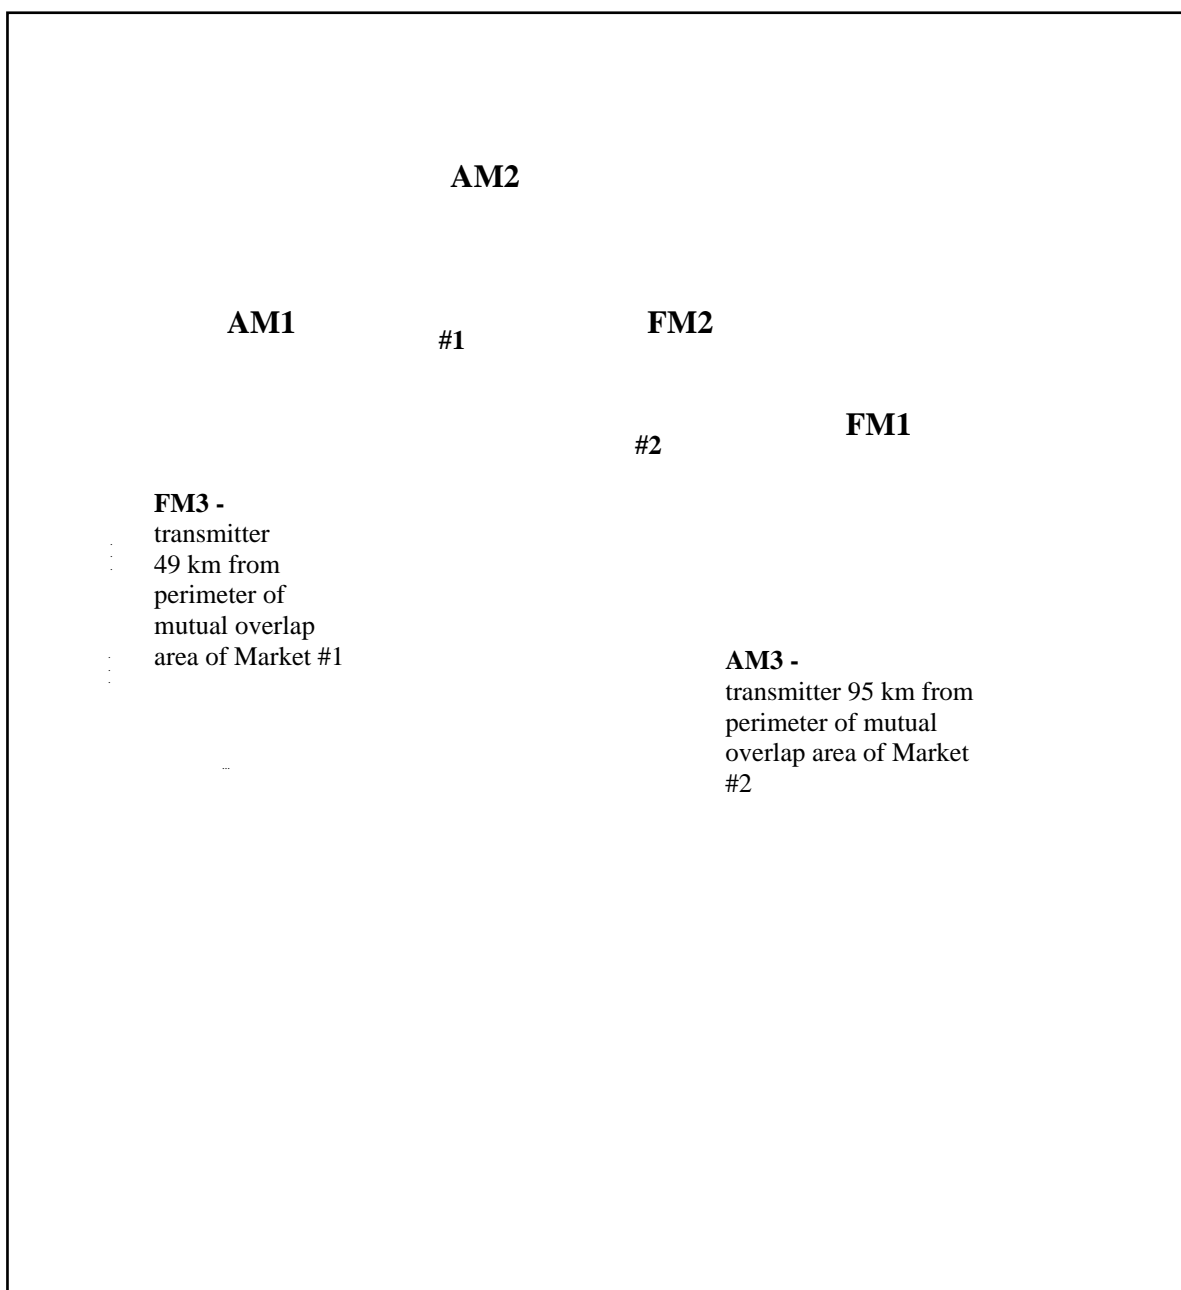 AM2
AM1
#1
FM2
FM1
#2
FM3 -
transmitter
49 km from
perimeter of
mutual overlap
area of Market #1
AM3 -
transmitter 95 km from
perimeter of mutual
overlap area of Market
#2